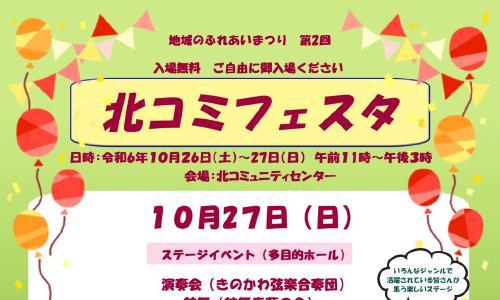 地域のふれあいまつり　第2回
入場無料　ご自由に御入場ください
北コミフェスタ
日時：令和6年10月26日（土）～27日（日）　午前11時～午後3時
会場：北コミュニティセンター
10月27日（日）
ステージイベント（多目的ホール）
演奏会（きのかわ弦楽合奏団）
いろんなジャンルで
活躍されている皆さんが
集う楽しいステージ